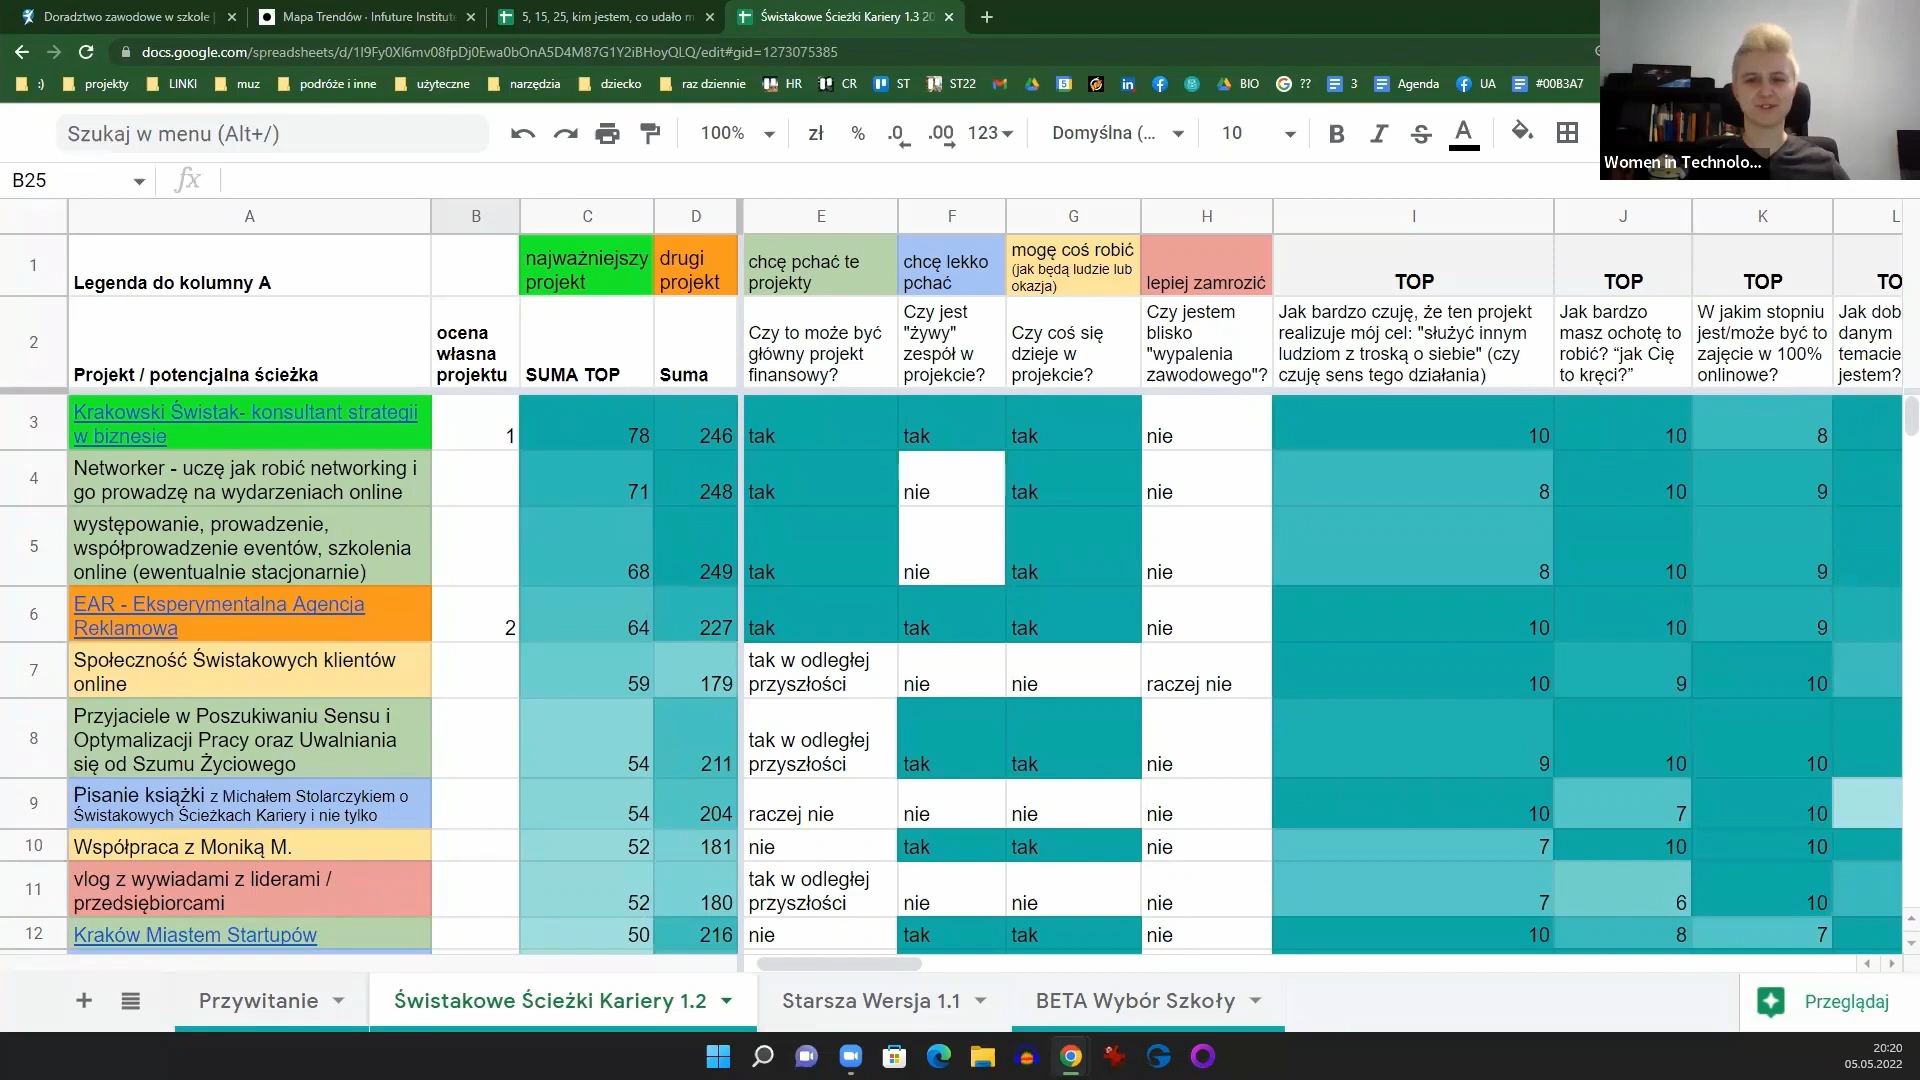 Doradztwo zawodowe w szkole
Mapa Trendów · Infuture Institute
5, 15, 25, kim jestem, co udało m
Świstakowe Ścieżki Kariery 1.3 20
docs.google.com/spreadsheets/d/1I9Fy0Xl6mv08fpDj0Ewa0bOnA5D4M87G1Y2iBHoyQLQ/edit#gid=1273075385
:)
projekty
LINKI
muz
podróże i inne
użyteczne
narzędzia
dziecko
raz dziennie
HR
CR
ST
ST22
BIO
??
3
Agenda
UA
#00B3A7
Women in Technolo...
Szukaj w menu (Alt+/)
100%
zł
%
.0
.00
123
Domyślna (...
10
B
I
S
A
B25
fx
A B C D E F G H I J K L
1
Legenda do kolumny A
najważniejszy
projekt
drugi
projekt
chcę pchać te
projekty
chcę lekko
pchać
mogę coś robić
(jak będą ludzie lub
okazja)
lepiej zamrozić
TOP
TOP
TOP
TO
2
Projekt / potencjalna ścieżka
ocena
własna
projektu
SUMA TOP
Suma
Czy to może być
główny projekt
finansowy?
Czy jest
"żywy"
zespół w
projekcie?
Czy coś się
dzieje w
projekcie?
Czy jestem
blisko
"wypalenia
zawodowego"?
Jak bardzo czuję, że ten projekt
realizuje mój cel: "służyć innym
ludziom z troską o siebie" (czy
czuję sens tego działania)
Jak bardzo
masz ochotę to
robić? “jak Cię
to kręci?”
W jakim stopniu
jest/może być to
zajęcie w 100%
onlinowe?
Jak dob
danym
temacie
jestem?
3
Krakowski Świstak- konsultant strategii
w biznesie
1 78 246 tak tak tak nie 10 10 8
4
Networker - uczę jak robić networking i
go prowadzę na wydarzeniach online
71 248 tak nie tak nie 8 10 9
5
występowanie, prowadzenie,
współprowadzenie eventów, szkolenia
online (ewentualnie stacjonarnie)
68 249 tak nie tak nie 8 10 9
6
EAR - Eksperymentalna Agencja
Reklamowa
2 64 227 tak tak tak nie 10 10 9
7
Społeczność Świstakowych klientów
online
59 179
tak w odległej
przyszłości
nie nie raczej nie 10 9 10
8
Przyjaciele w Poszukiwaniu Sensu i
Optymalizacji Pracy oraz Uwalniania
się od Szumu Życiowego
54 211
tak w odległej
przyszłości
tak tak nie 9 10 10
9
Pisanie książki z Michałem Stolarczykiem o
Świstakowych Ścieżkach Kariery i nie tylko
54 204 raczej nie nie nie nie 10 7 10
10
Współpraca z Moniką M.
52 181 nie tak tak nie 7 10 10
11
vlog z wywiadami z liderami /
przedsiębiorcami
52 180
tak w odległej
przyszłości
nie nie nie 7 6 10
12
Kraków Miastem Startupów
50 216 nie tak tak nie 10 8 7
Przywitanie
Świstakowe Ścieżki Kariery 1.2
Starsza Wersja 1.1
BETA Wybór Szkoły
Przeglądaj
20:20
05.05.2022